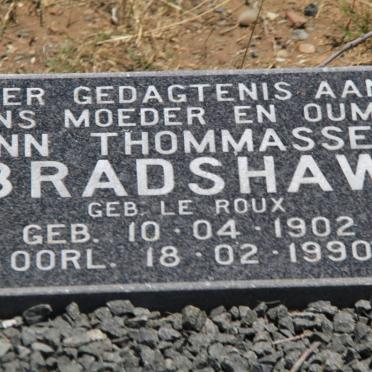 ER GEDAGTENIS AAN
NS MOEDER EN OUM
NN THOMMASSE
BRADSHAW
GEB. LE ROUX
GEB. 10·04·1902
OORL. 18·02·1990